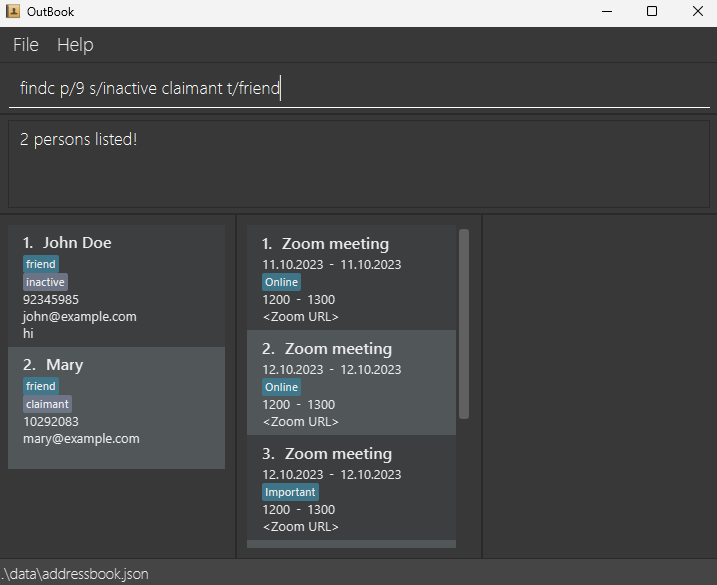 OutBook
File Help
findc p/9 s/inactive claimant t/friend
2 persons listed!
1. John Doe
friend
inactive
92345985
john@example.com
hi
2. Mary
friend
claimant
10292083
mary@example.com
1. Zoom meeting
11.10.2023 - 11.10.2023
Online
1200 - 1300
<Zoom URL>
2. Zoom meeting
12.10.2023 - 12.10.2023
Online
1200 - 1300
<Zoom URL>
3. Zoom meeting
12.10.2023 - 12.10.2023
Important
1200 - 1300
<Zoom URL>
.\data\addressbook.json